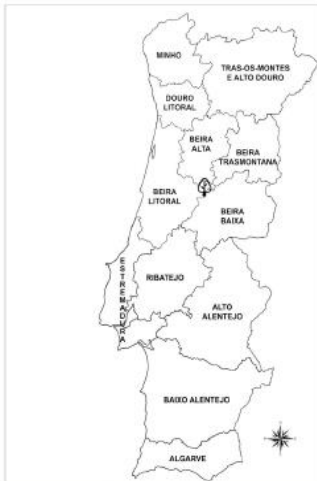 MINHO
TRAS-OS-MONTES
E ALTO DOURO
DOURO
LITORAL
BEIRA
ALTA
BEIRA
TRASMONTANA
BEIRA
LITORAL
BEIRA
BAIXA
ESTREMADURA
RIBATEJO
ALTO
ALENTEJO
BAIXO ALENTEJO
ALGARVE